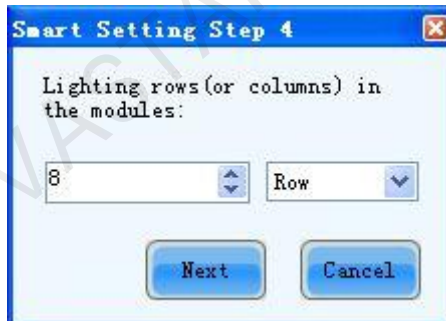 Smart Setting Step 4
Lighting rows(or columns) in
the modules:
8 Row
Next Cancel